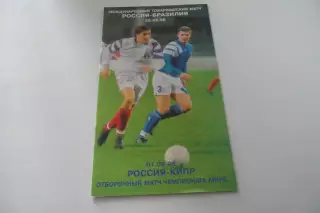 МЕЖДУНАРОДНЫЙ ТОВАРИЩЕСКИЙ МАТЧ
РОССИЯ-БРАЗИЛИЯ
РОССИЯ-КИПР
ОТБОРОЧНЫЙ МАТЧ ЧЕМПИОНАТА МИРА